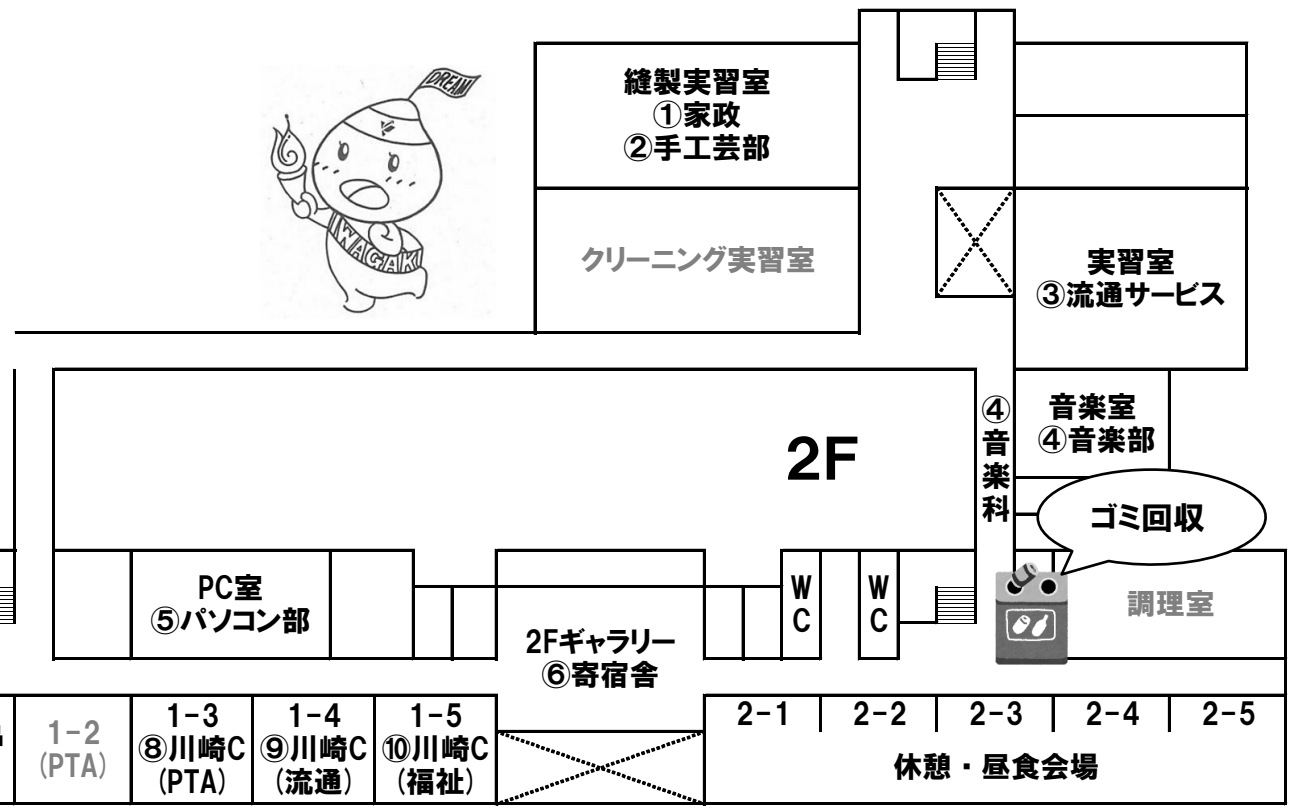 DREAM
IWAGAKI
縫製実習室
①家政
②手工芸部
クリーニング実習室
実習室
③流通サービス
④音楽科
音楽室
④音楽部
2F
ゴミ回収
PC室
⑤パソコン部
2Fギャラリー
⑥寄宿舎
WC
WC
調理室
1-2
(PTA)
1-3
⑧川崎C
(PTA)
1-4
⑨川崎C
(流通)
1-5
⑩川崎C
(福祉)
2-1
2-2
2-3
2-4
2-5
休憩・昼食会場